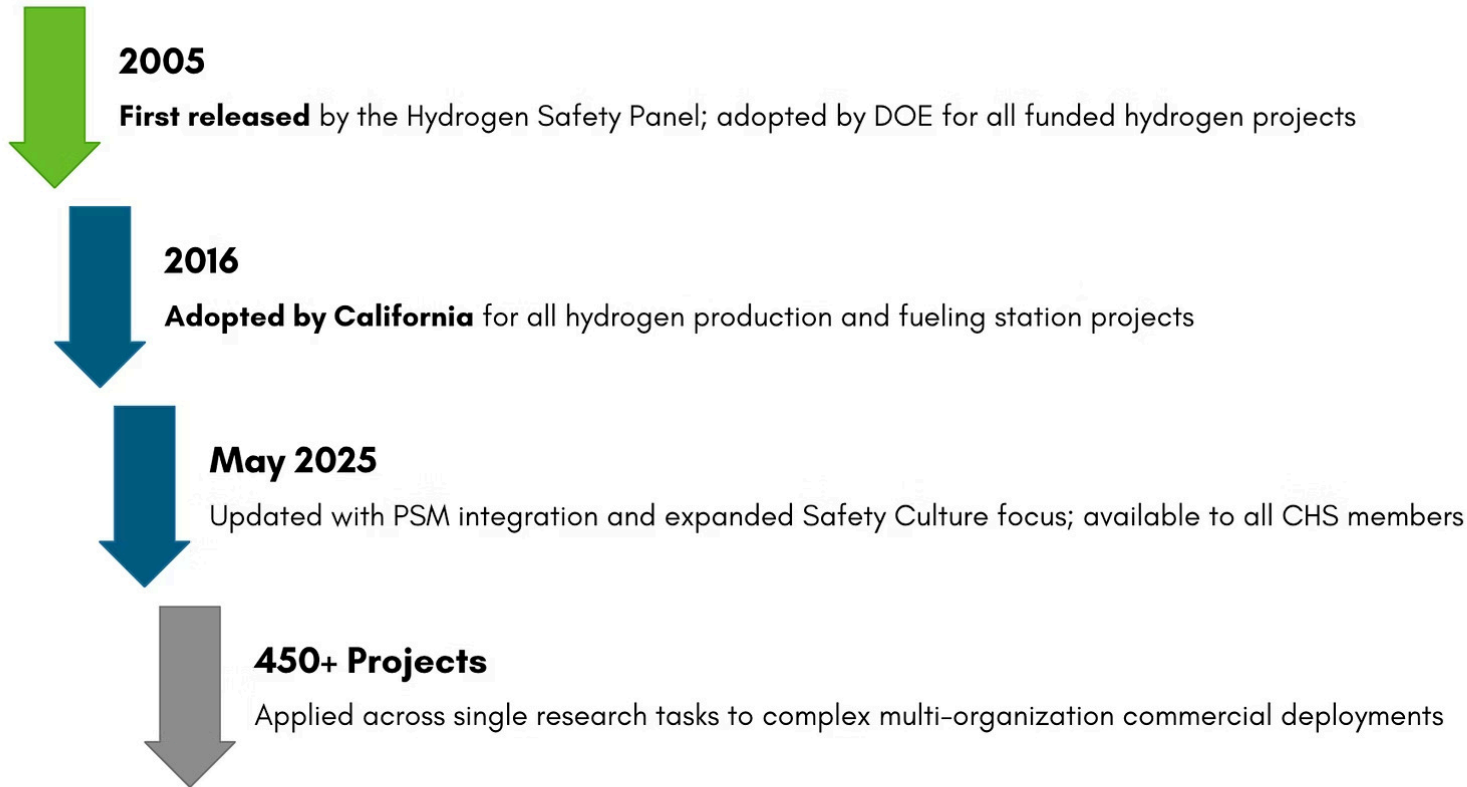 2005
First released by the Hydrogen Safety Panel; adopted by DOE for all funded hydrogen projects
2016
Adopted by California for all hydrogen production and fueling station projects
May 2025
Updated with PSM integration and expanded Safety Culture focus; available to all CHS members
450+ Projects
Applied across single research tasks to complex multi-organization commercial deployments